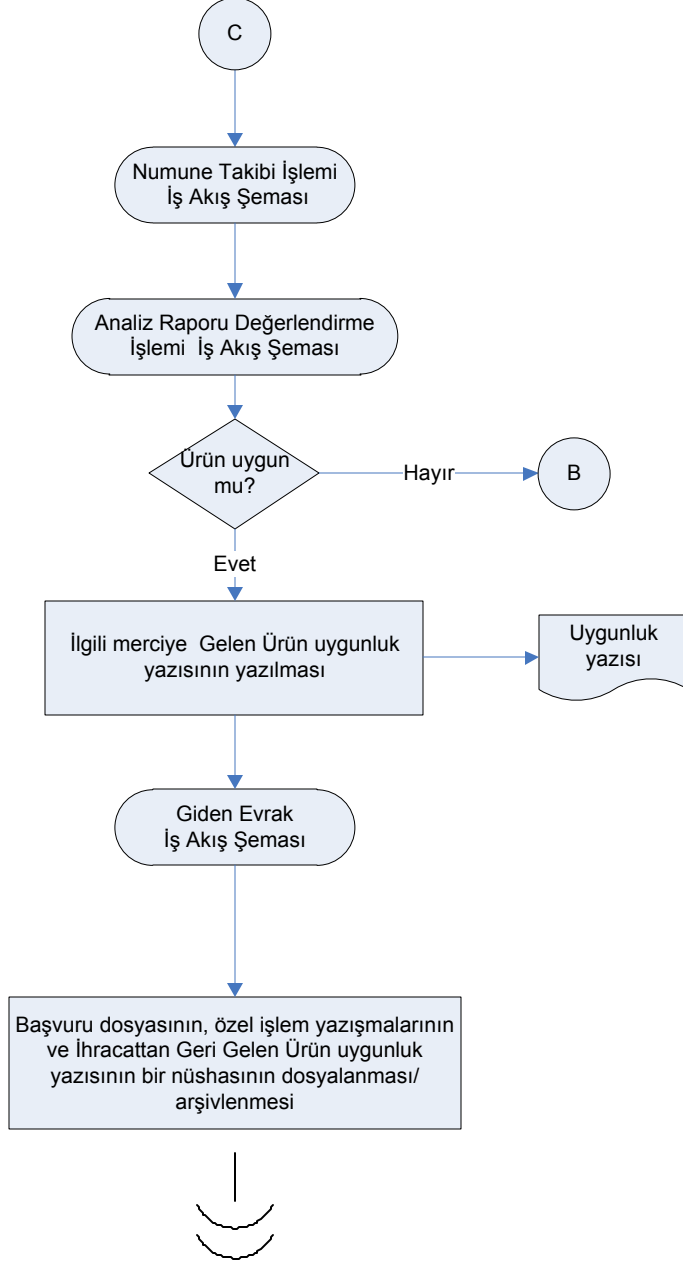 C
Numune Takibi İşlemi
İş Akış Şeması
Analiz Raporu Değerlendirme
İşlemi İş Akış Şeması
Ürün uygun
mu?
Hayır
B
Evet
İlgili merciye Gelen Ürün uygunluk
yazısının yazılması
Uygunluk
yazısı
Giden Evrak
İş Akış Şeması
Başvuru dosyasının, özel işlem yazışmalarının
ve İhracattan Geri Gelen Ürün uygunluk
yazısının bir nüshasının dosyalanması/
arşivlenmesi